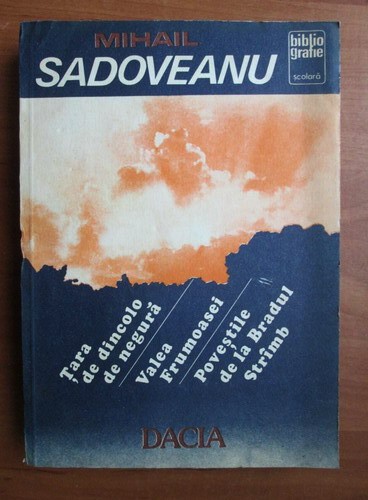 MIHAIL
SADOVEANU
biblio
grafie
școlară
Țara
de dincolo
de negură
Valea
Frumoasei
Poveștile
de la Bradul
Strîmb
DACIA